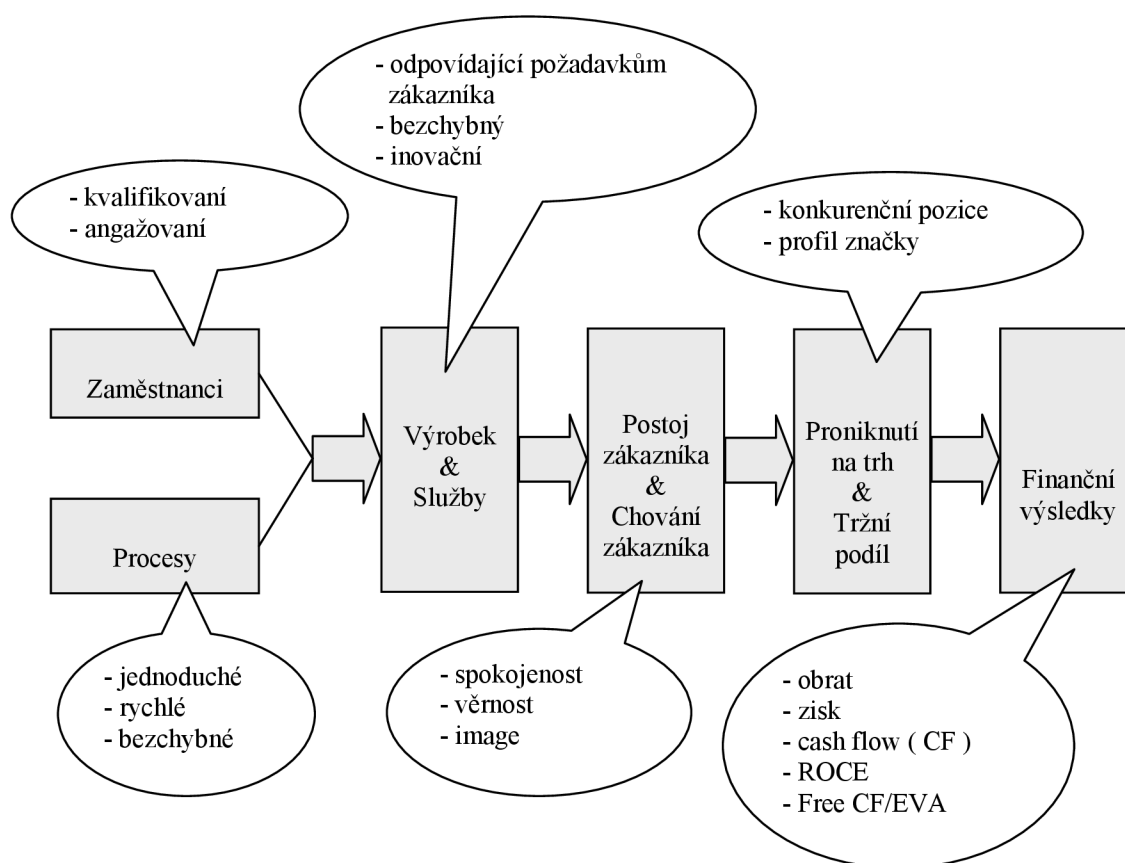 - odpovídající požadavkům
zákazníka
- bezchybný
- inovační
- kvalifikovaní
- angažovaní
- konkurenční pozice
- profil značky
Zaměstnanci
Procesy
Výrobek
&
Služby
Postoj
zákazníka
&
Chování
zákazníka
Proniknutí
na trh
&
Tržní
podíl
Finanční
výsledky
- jednoduché
- rychlé
- bezchybné
- spokojenost
- věrnost
- image
- obrat
- zisk
- cash flow ( CF )
- ROCE
- Free CF/EVA